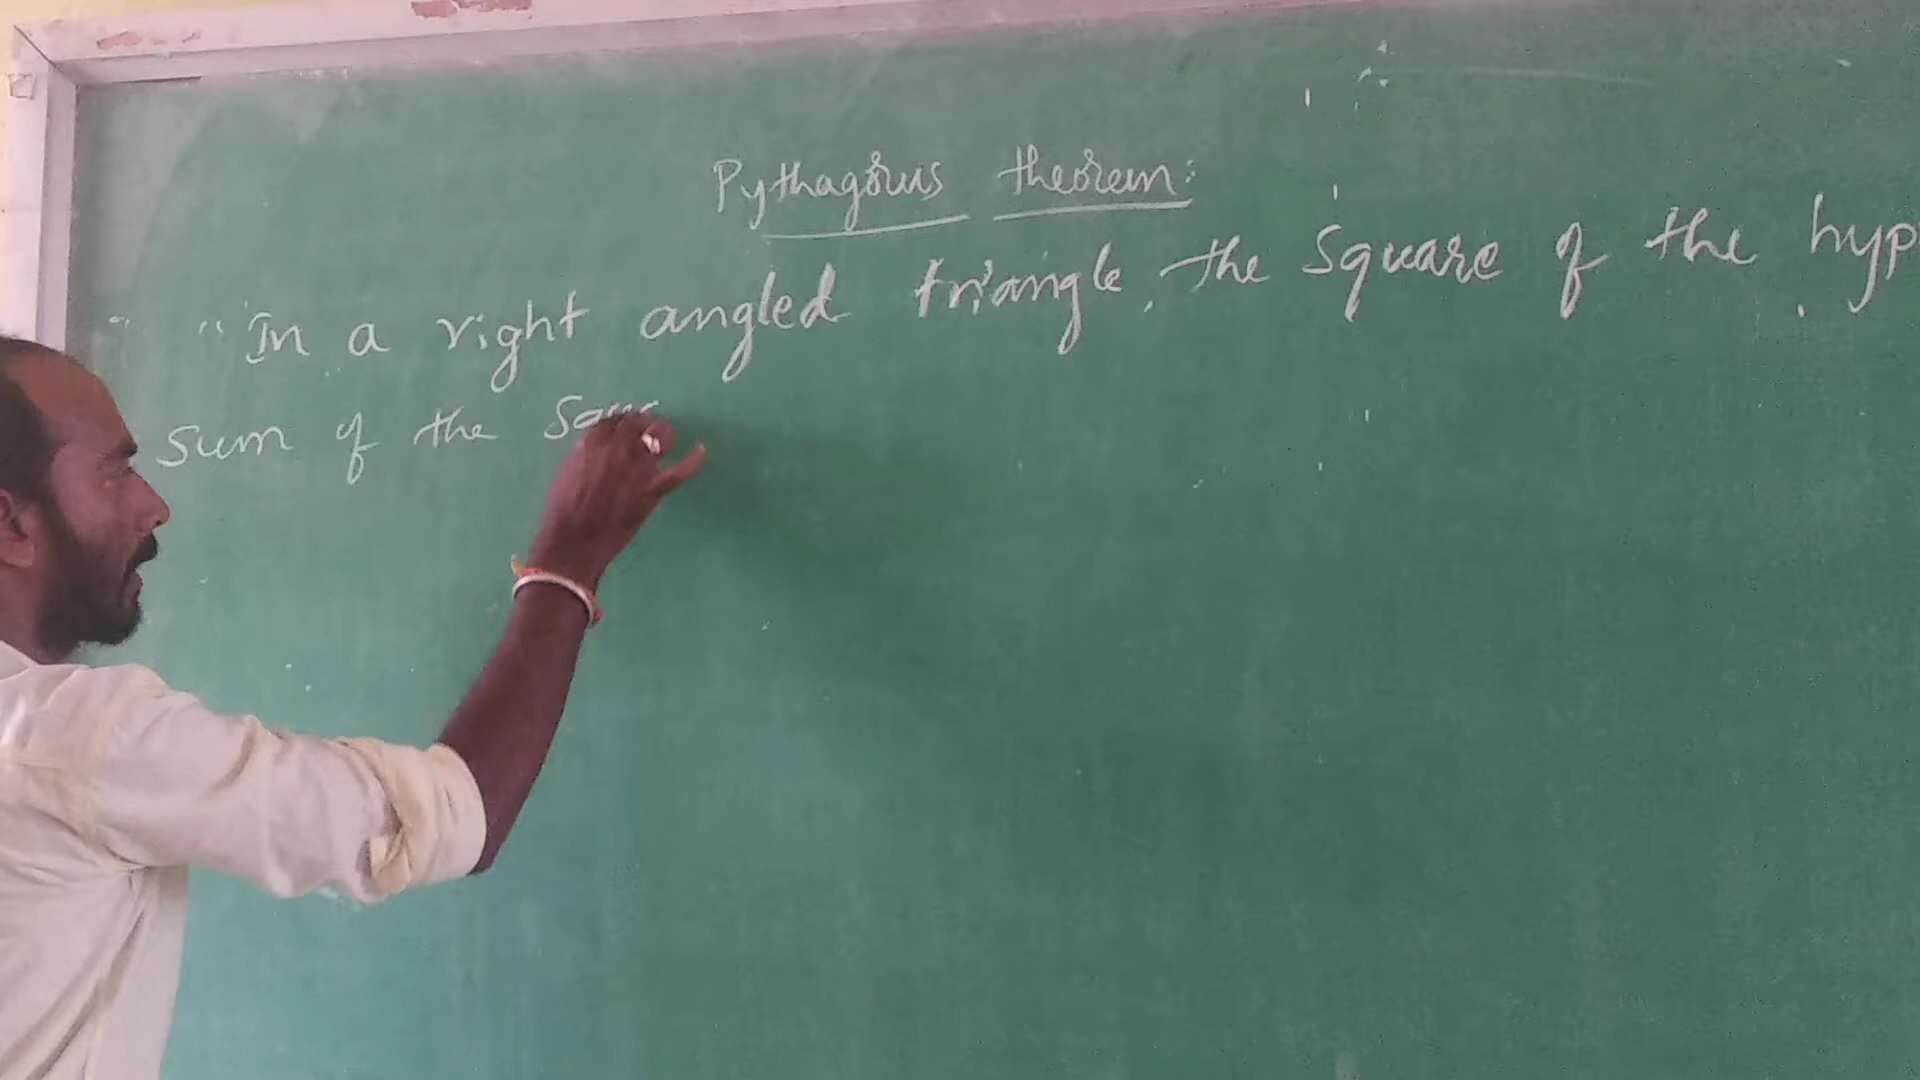 Pythagorus theorem:
"In a right angled triangle, the square of the hyp
sum of the